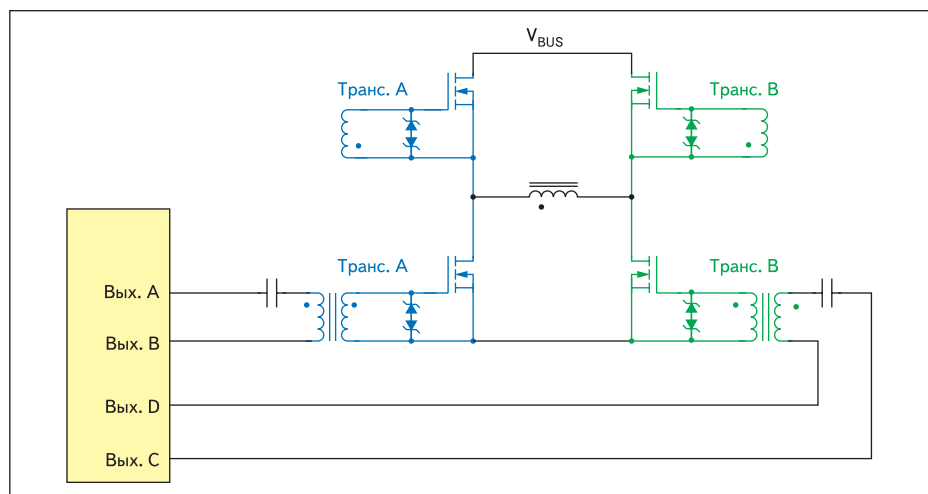 V_BUS
Транс. A
Транс. B
Транс. A
Транс. B
Вых. A
Вых. B
Вых. D
Вых. C